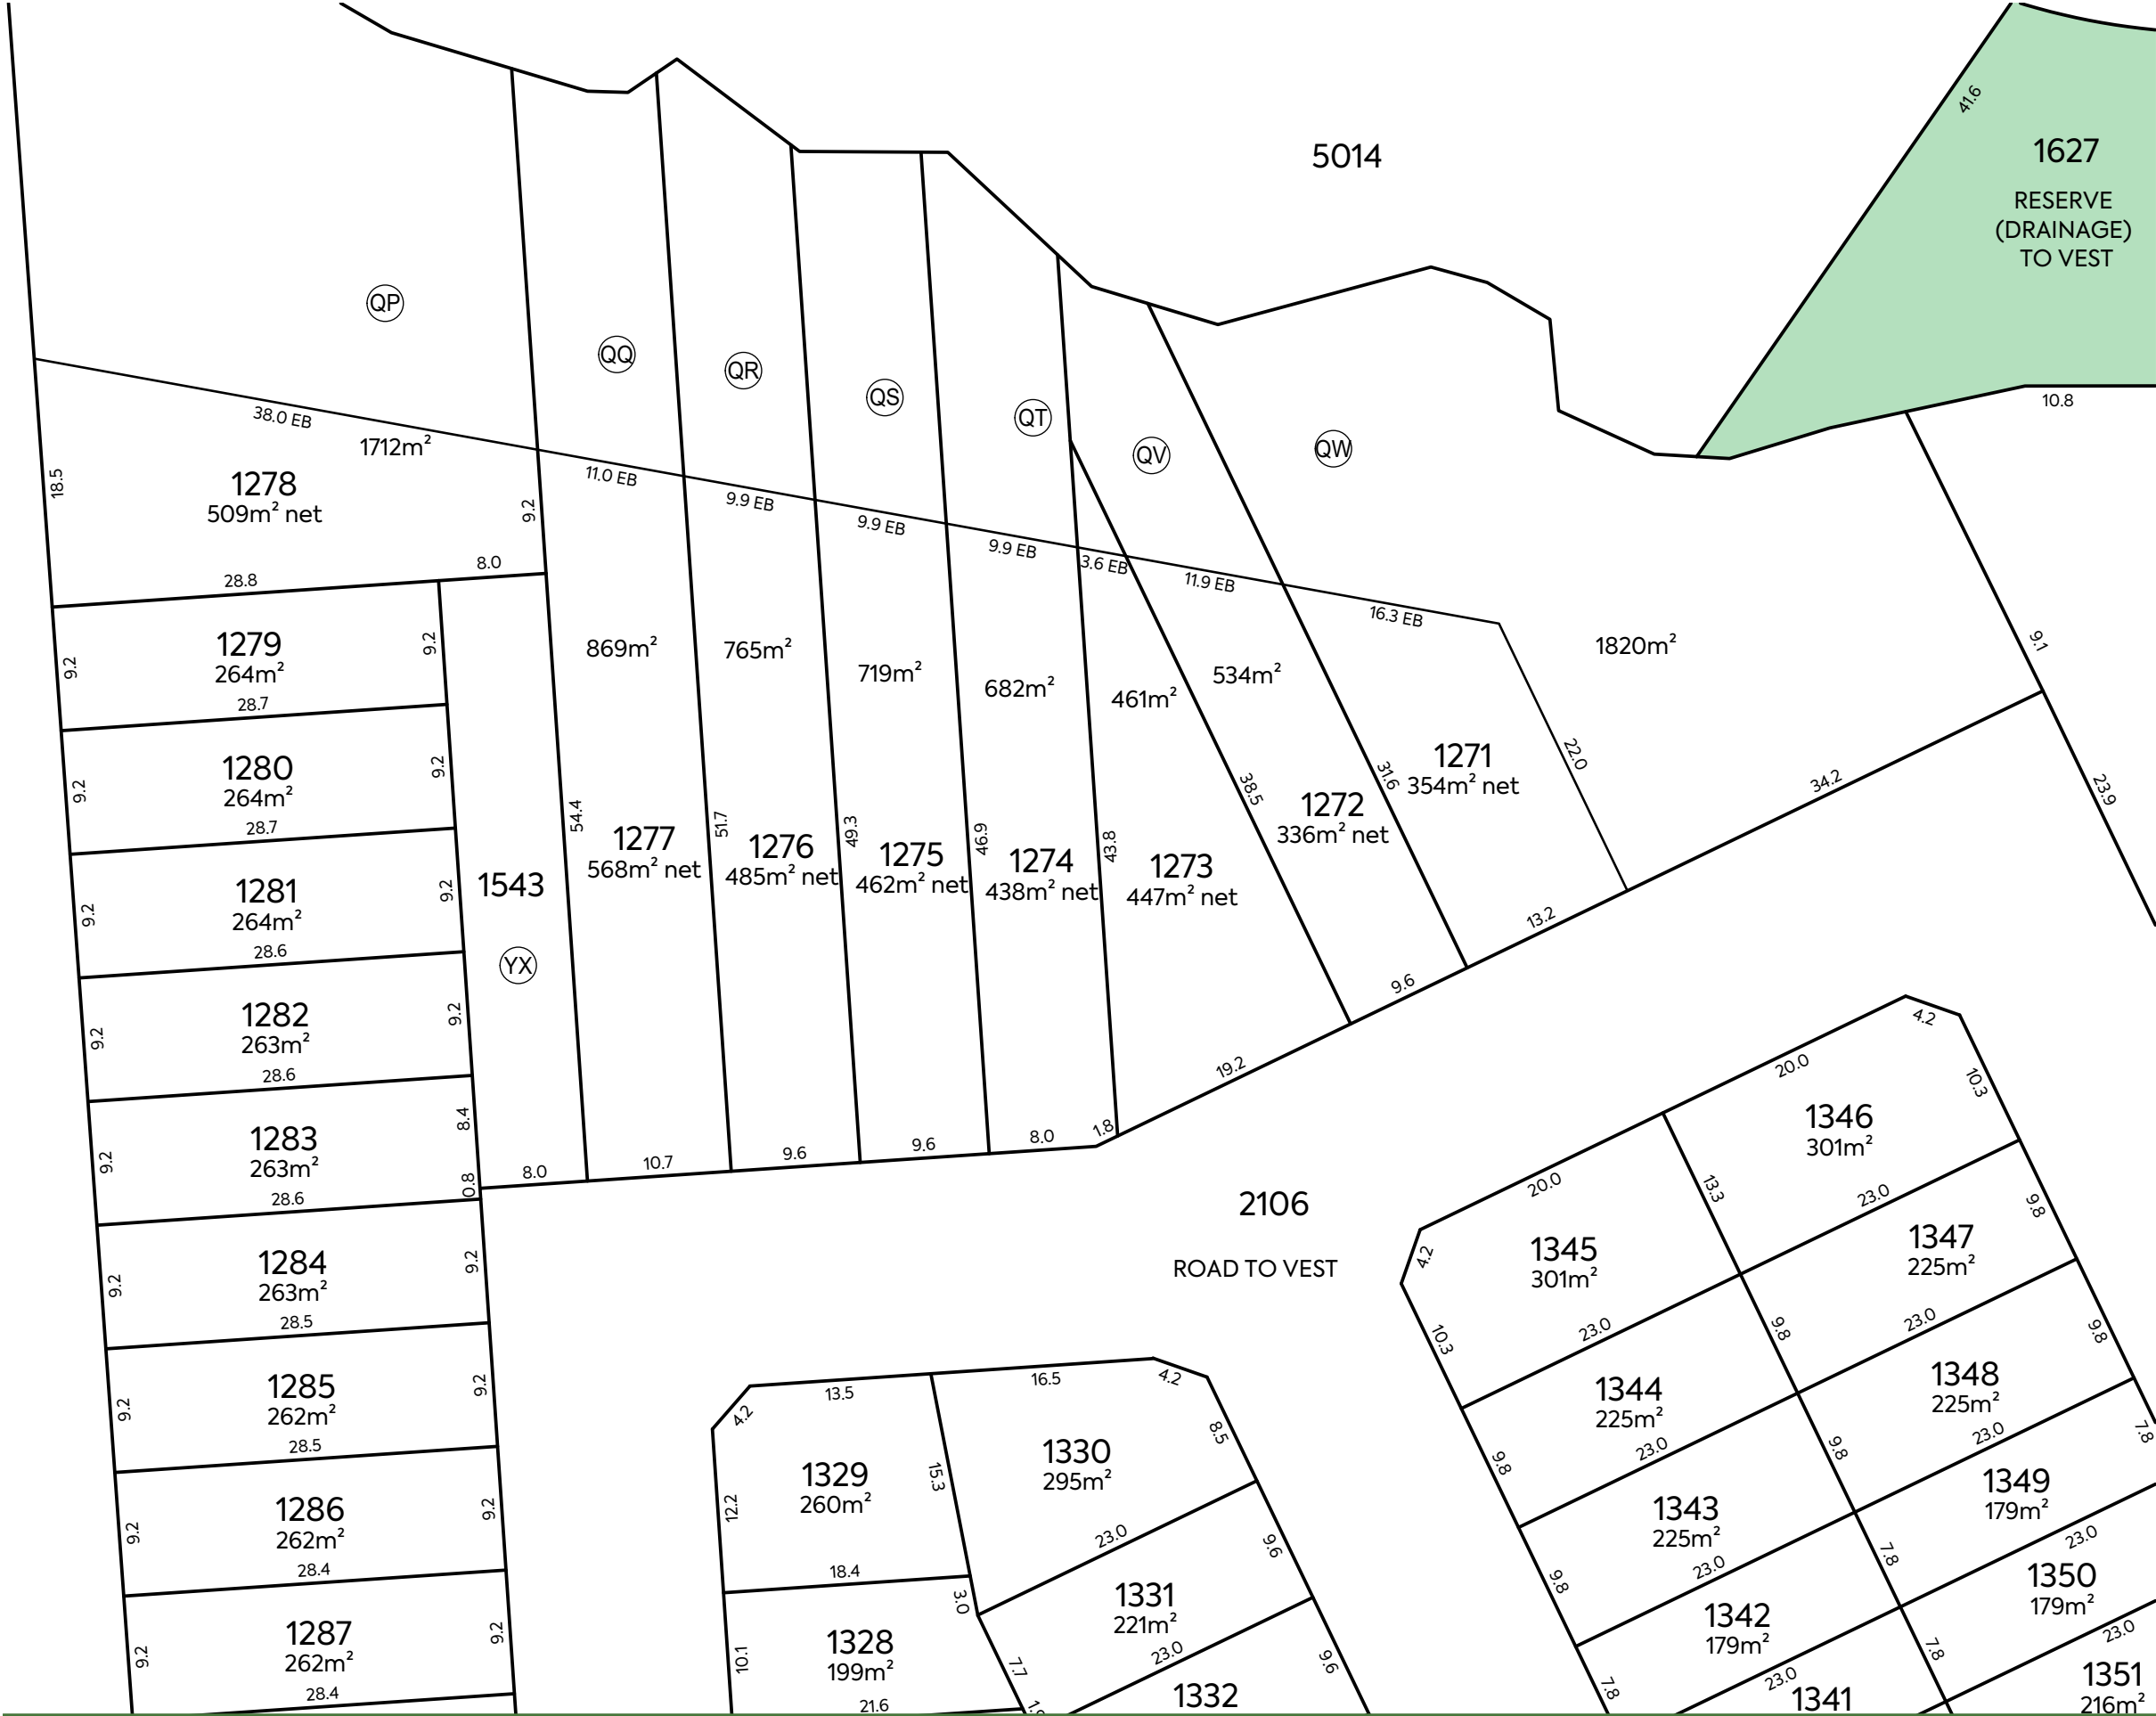 41.6
5014
1627
RESERVE
(DRAINAGE)
TO VEST
QP
QQ
QR
QS
QT
QV
QW
10.8
38.0 EB
1712m²
18.5
1278
509m² net
9.2
11.0 EB
9.9 EB
9.9 EB
9.9 EB
3.6 EB
11.9 EB
16.3 EB
28.8
8.0
9.2
1279
264m²
9.2
28.7
869m²
765m²
719m²
682m²
461m²
534m²
1820m²
9.1
9.2
1280
264m²
9.2
28.7
54.4
1277
568m² net
51.7
1276
485m² net
49.3
1275
462m² net
46.9
1274
438m² net
43.8
1273
447m² net
38.5
1272
336m² net
31.6
1271
354m² net
22.0
34.2
23.9
9.2
1281
264m²
9.2
28.6
1543
YX
13.2
9.6
19.2
9.2
1282
263m²
9.2
28.6
9.2
1283
263m²
8.4
0.8
28.6
8.0
10.7
9.6
9.6
8.0
1.8
2106
ROAD TO VEST
4.2
20.0
10.3
1346
301m²
20.0
13.3
23.0
9.8
4.2
1345
301m²
1347
225m²
9.2
1284
263m²
9.2
28.5
10.3
23.0
9.8
23.0
9.8
9.2
1285
262m²
9.2
28.5
4.2
13.5
16.5
4.2
8.5
1344
225m²
1348
225m²
9.8
23.0
9.8
23.0
7.8
1329
260m²
12.2
15.3
1330
295m²
1343
225m²
1349
179m²
9.2
1286
262m²
9.2
28.4
18.4
3.0
23.0
9.6
9.8
23.0
7.8
23.0
1331
221m²
1350
179m²
9.2
1287
262m²
9.2
28.4
10.1
1328
199m²
7.7
21.6
23.0
9.6
1332
1342
179m²
7.8
23.0
7.8
23.0
1341
1351
216m²